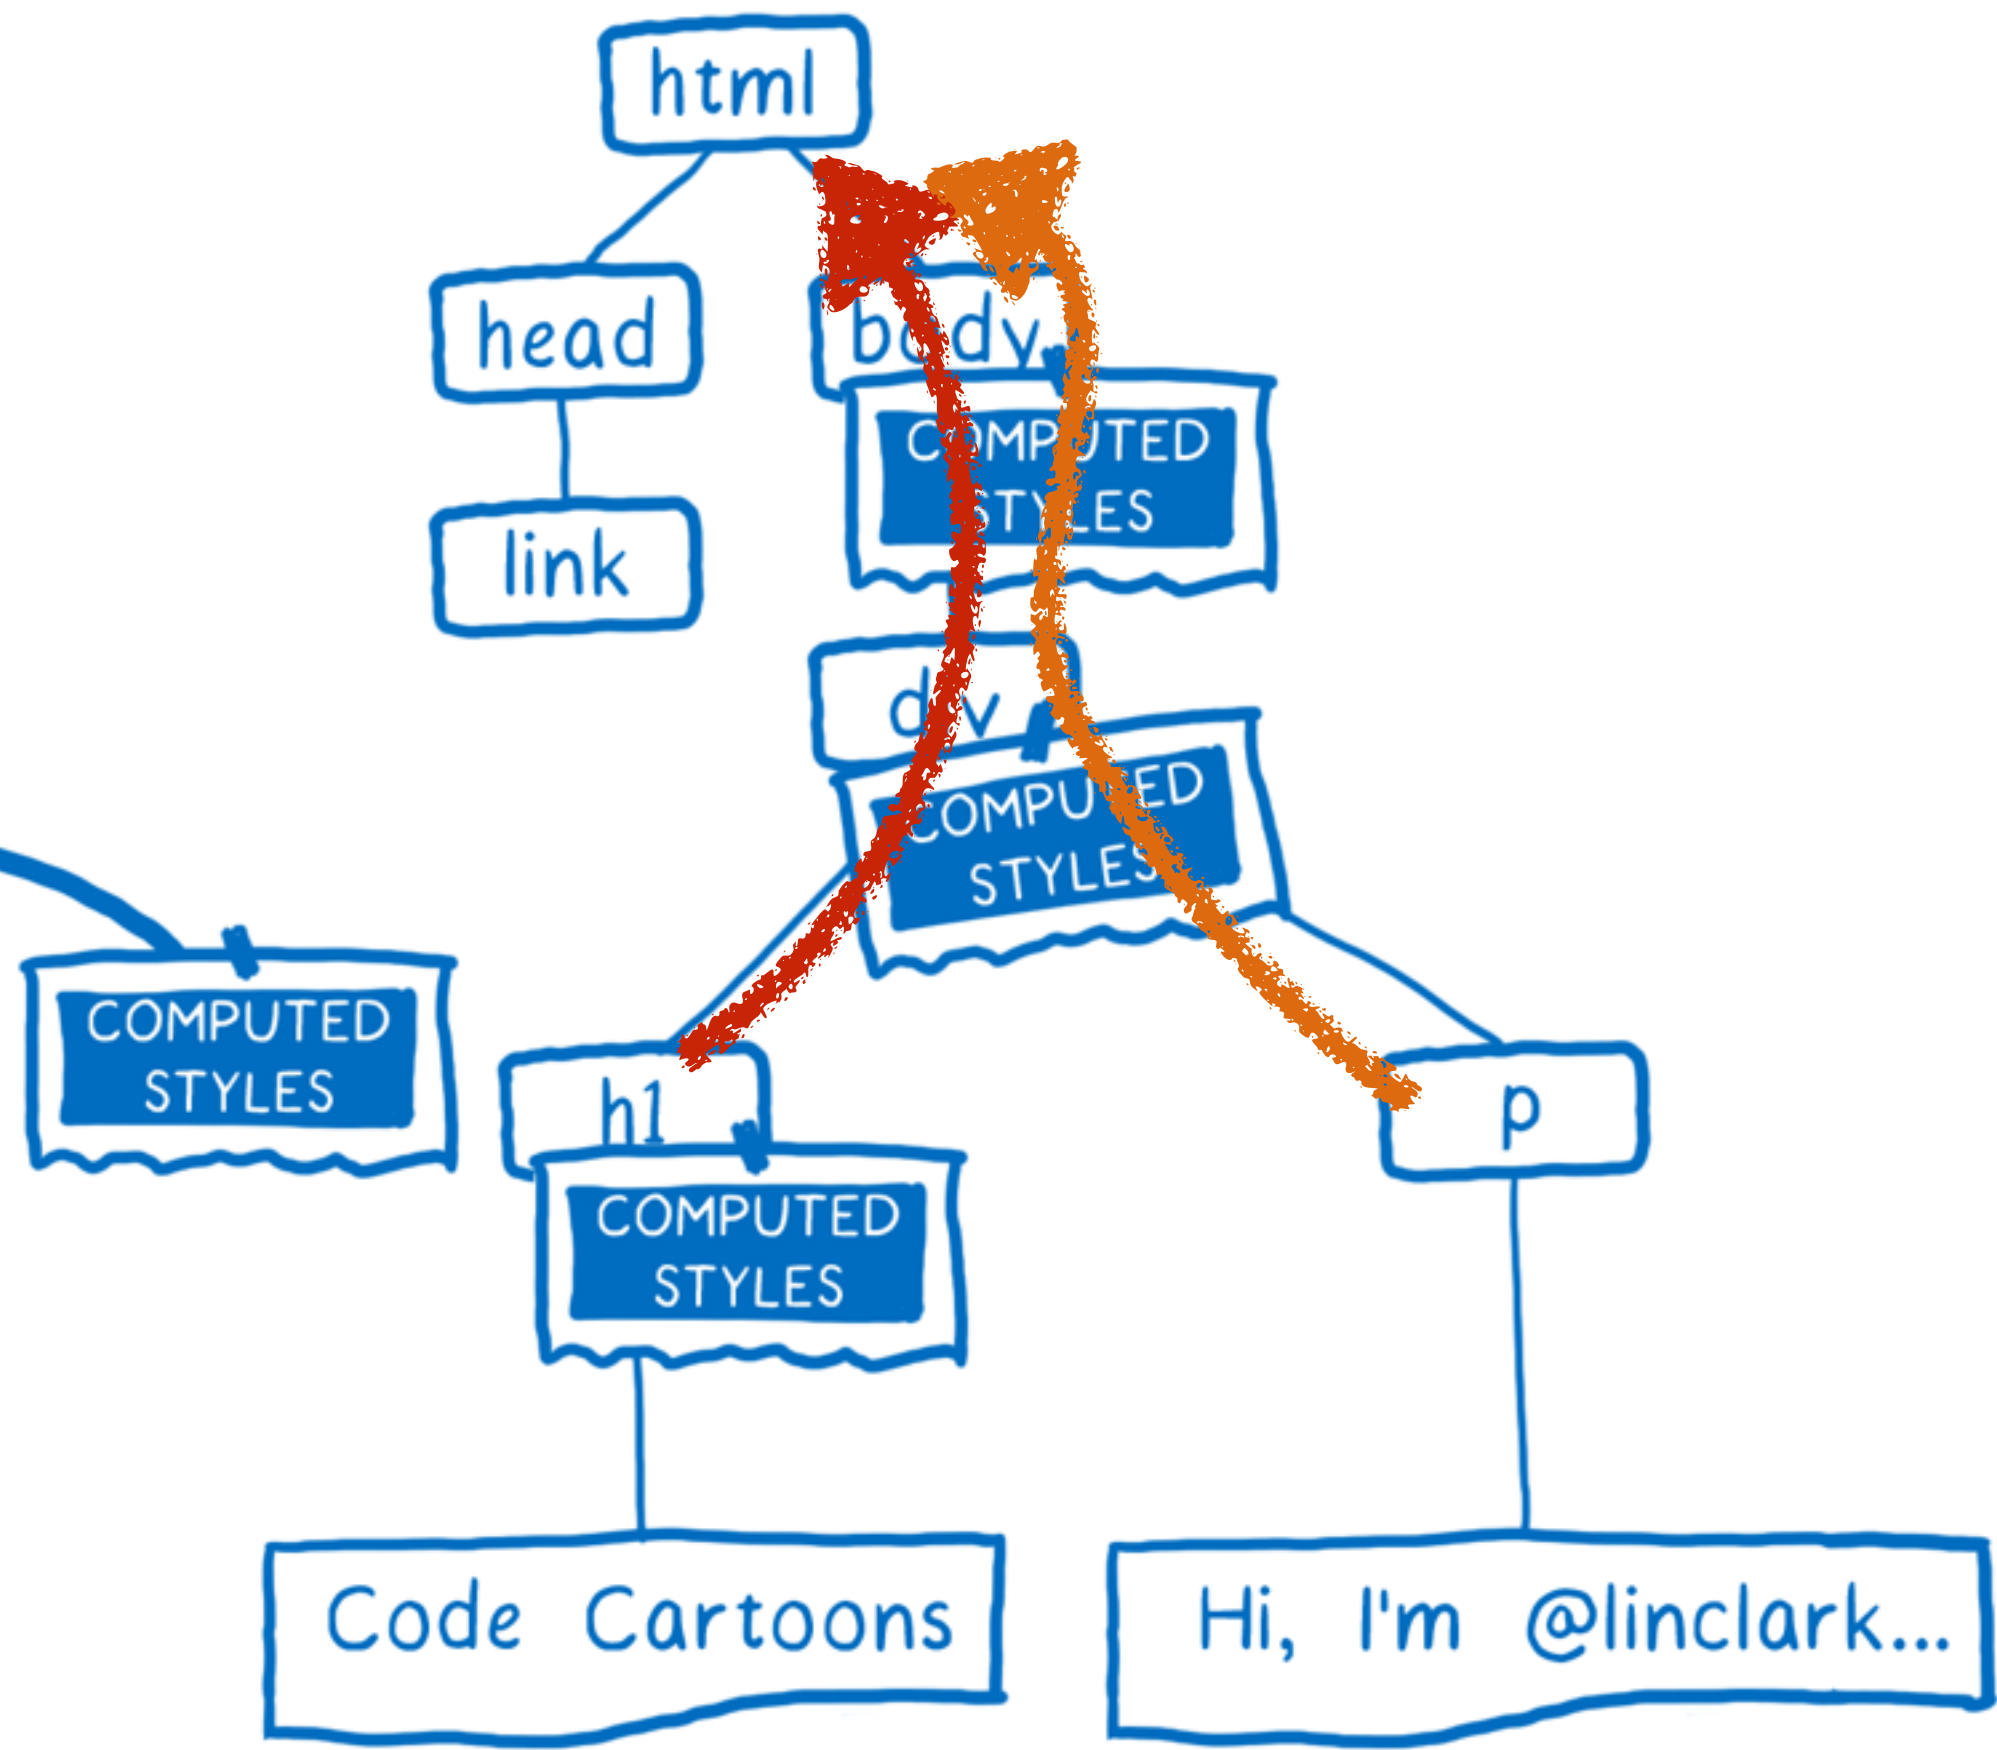 html
head
body
COMPUTED
STYLES
link
div
COMPUTED
STYLES
COMPUTED
STYLES
h1
p
COMPUTED
STYLES
Code Cartoons
Hi, I'm @linclark...